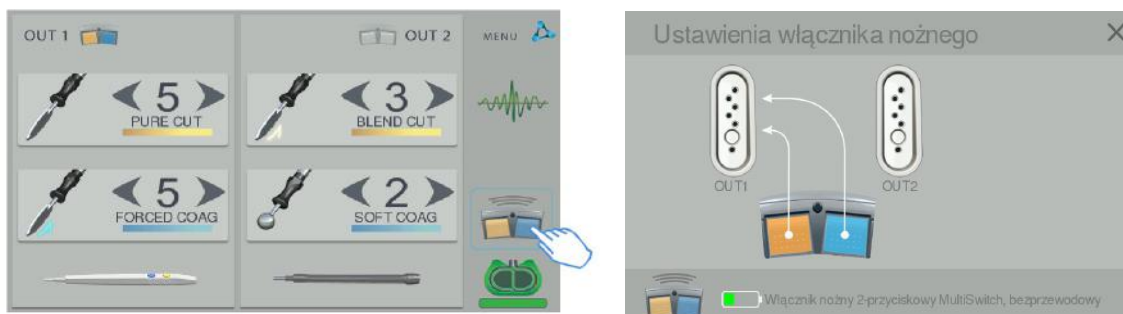 OUT 1
OUT 2
MENU
5
PURE CUT
3
BLEND CUT
5
FORCED COAG
2
SOFT COAG
Ustawienia włącznika nożnego
OUT1
OUT2
Włącznik nożny 2-przyciskowy MultiSwitch, bezprzewodowy